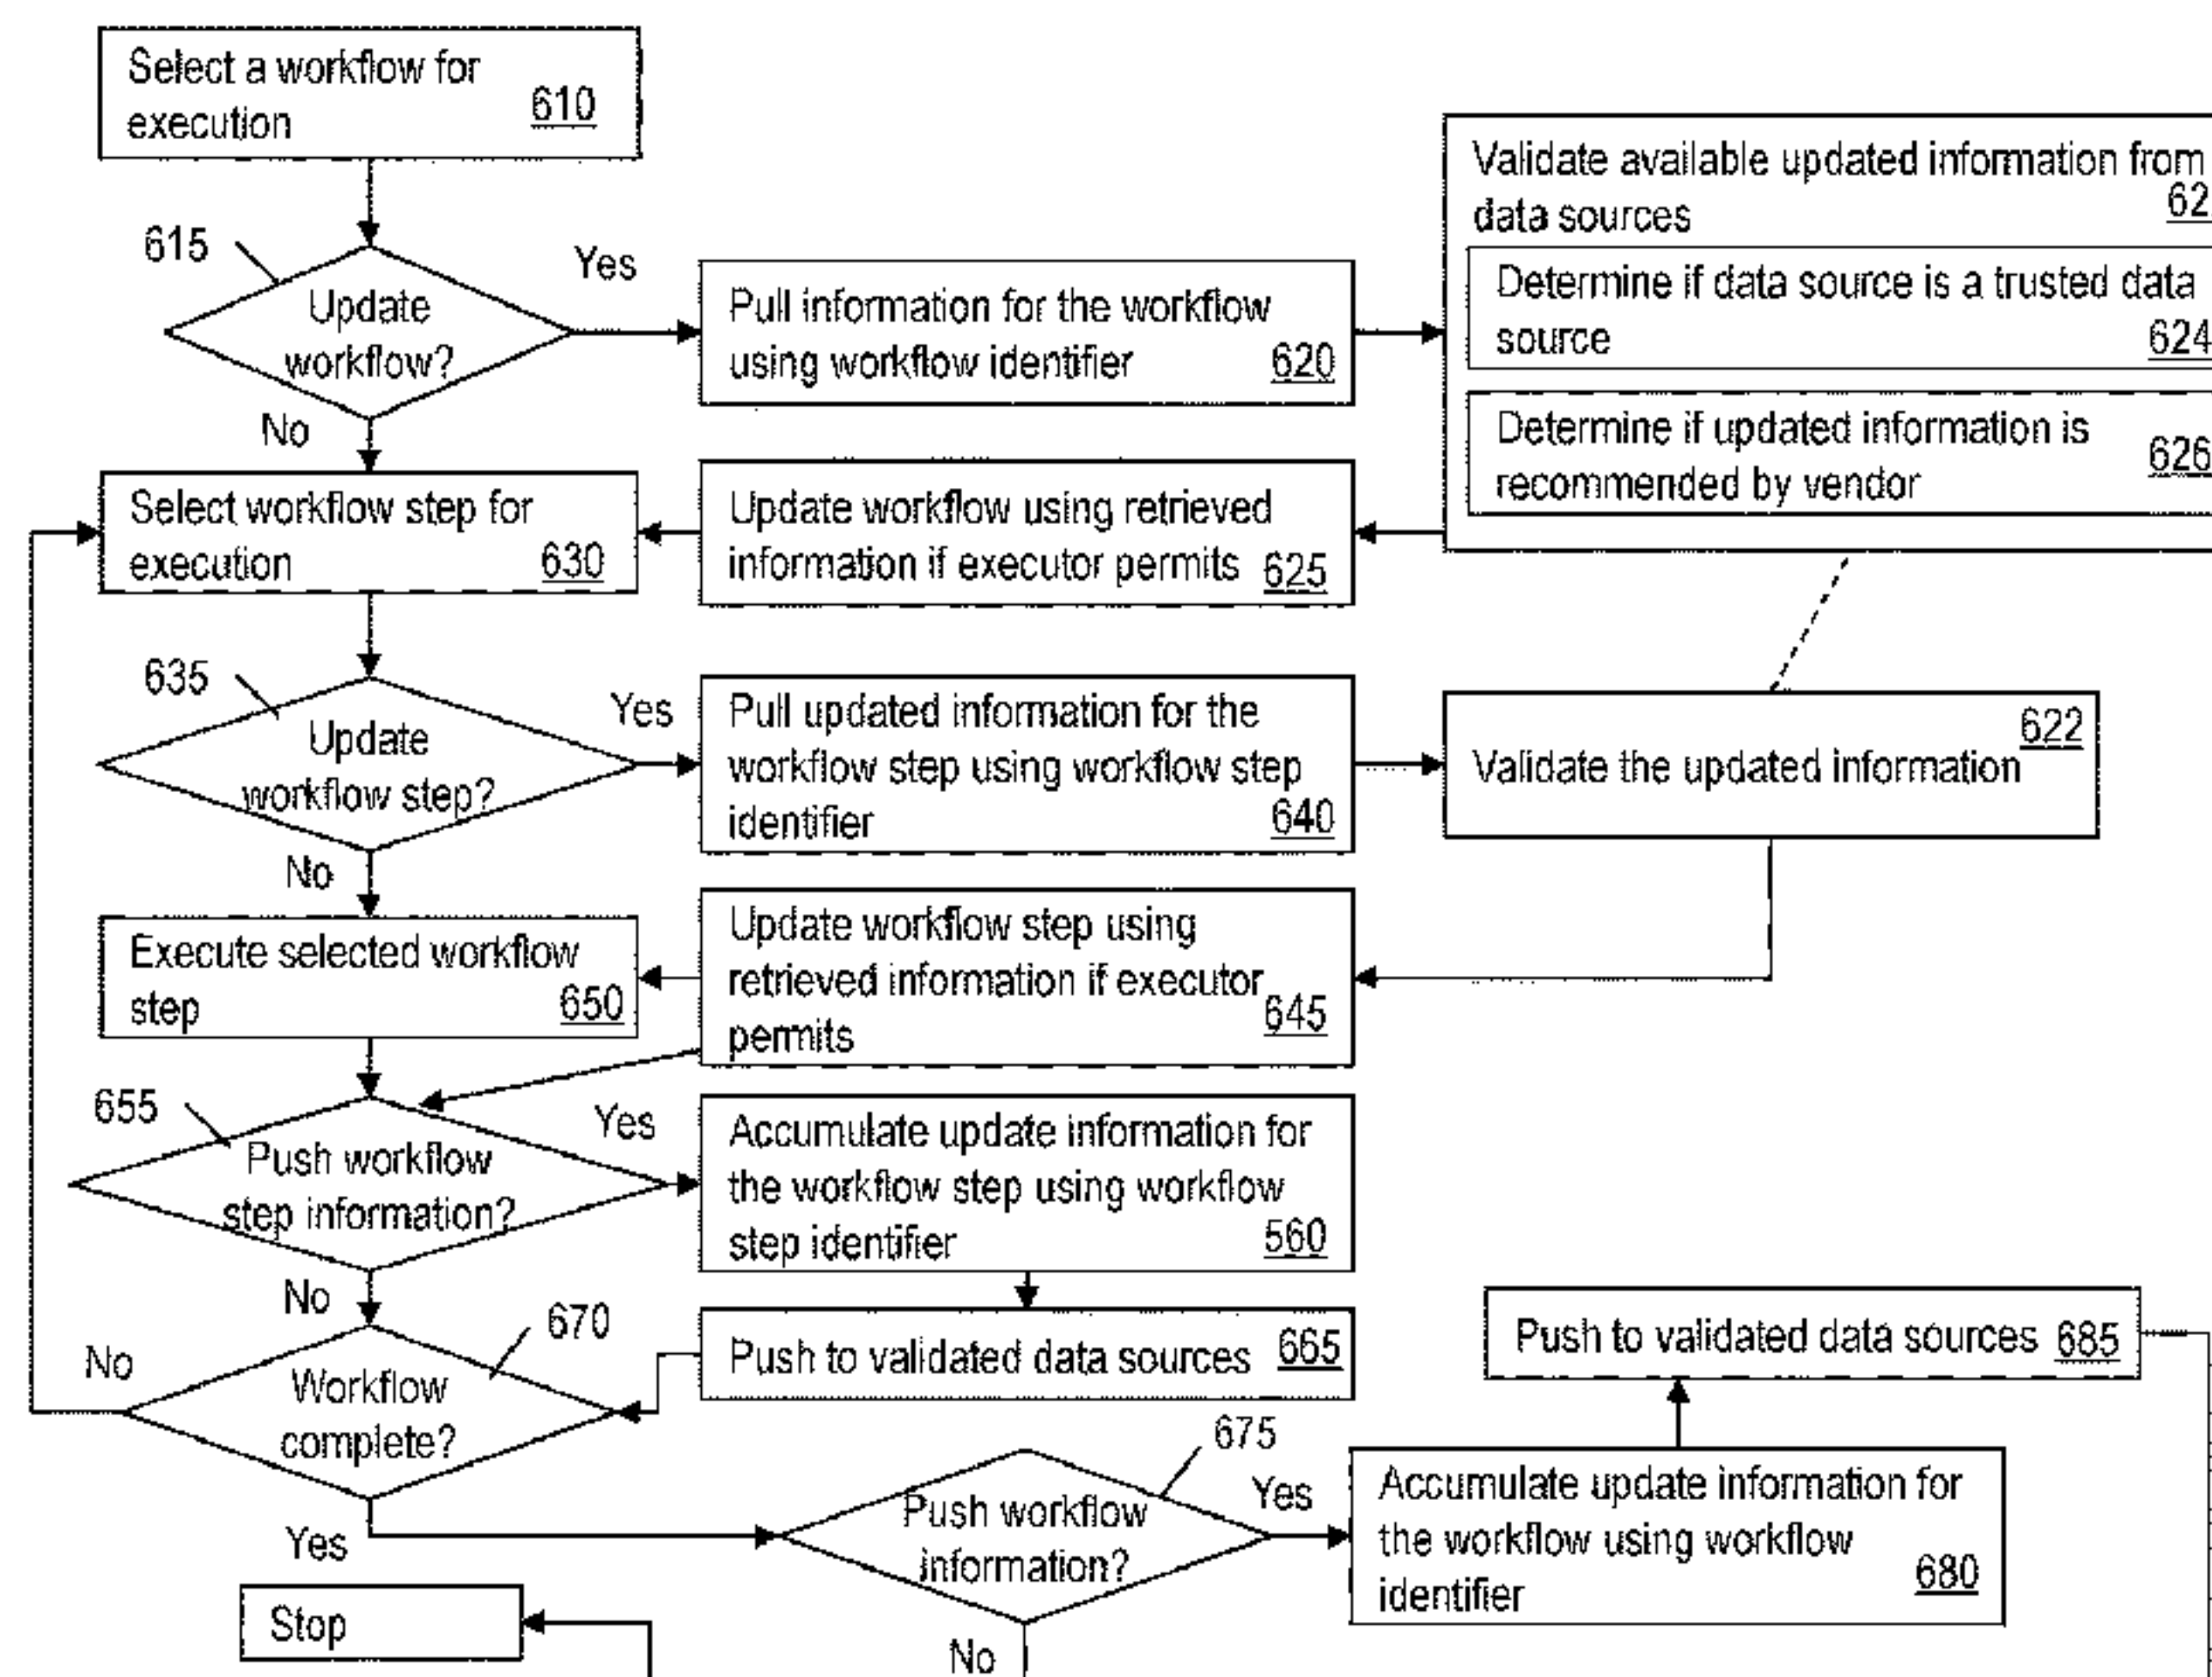 Select a workflow for
execution 610
615
Update
workflow?
Yes
No
Pull information for the workflow
using workflow identifier 620
Validate available updated information from
data sources 62
Determine if data source is a trusted data
source 624
Determine if updated information is
recommended by vendor 626
Update workflow using retrieved
information if executor permits 625
Select workflow step for
execution 630
635
Update
workflow step?
Yes
No
Pull updated information for the
workflow step using workflow step
identifier 640
622
Validate the updated information
Update workflow step using
retrieved information if executor
permits 645
Execute selected workflow
step 650
655
Push workflow
step information?
Yes
No
Accumulate update information for
the workflow step using workflow
step identifier 560
Push to validated data sources 665
670
Workflow
complete?
No
Yes
675
Push workflow
information?
Yes
No
Accumulate update information for
the workflow using workflow
identifier 680
Push to validated data sources 685
Stop